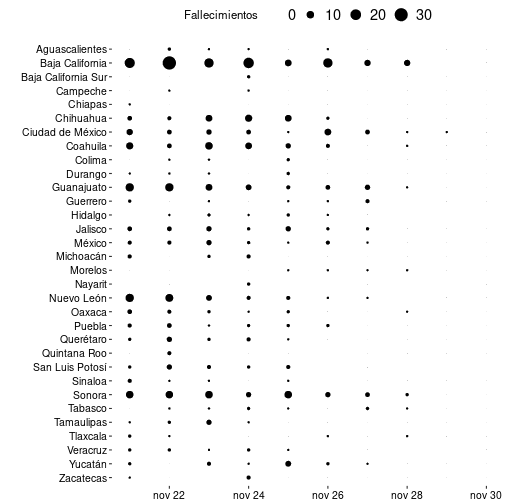 Fallecimientos 0 10 20 30
Aguascalientes
Baja California
Baja California Sur
Campeche
Chiapas
Chihuahua
Ciudad de México
Coahuila
Colima
Durango
Guanajuato
Guerrero
Hidalgo
Jalisco
México
Michoacán
Morelos
Nayarit
Nuevo León
Oaxaca
Puebla
Querétaro
Quintana Roo
San Luis Potosí
Sinaloa
Sonora
Tabasco
Tamaulipas
Tlaxcala
Veracruz
Yucatán
Zacatecas
nov 22 nov 24 nov 26 nov 28 nov 30